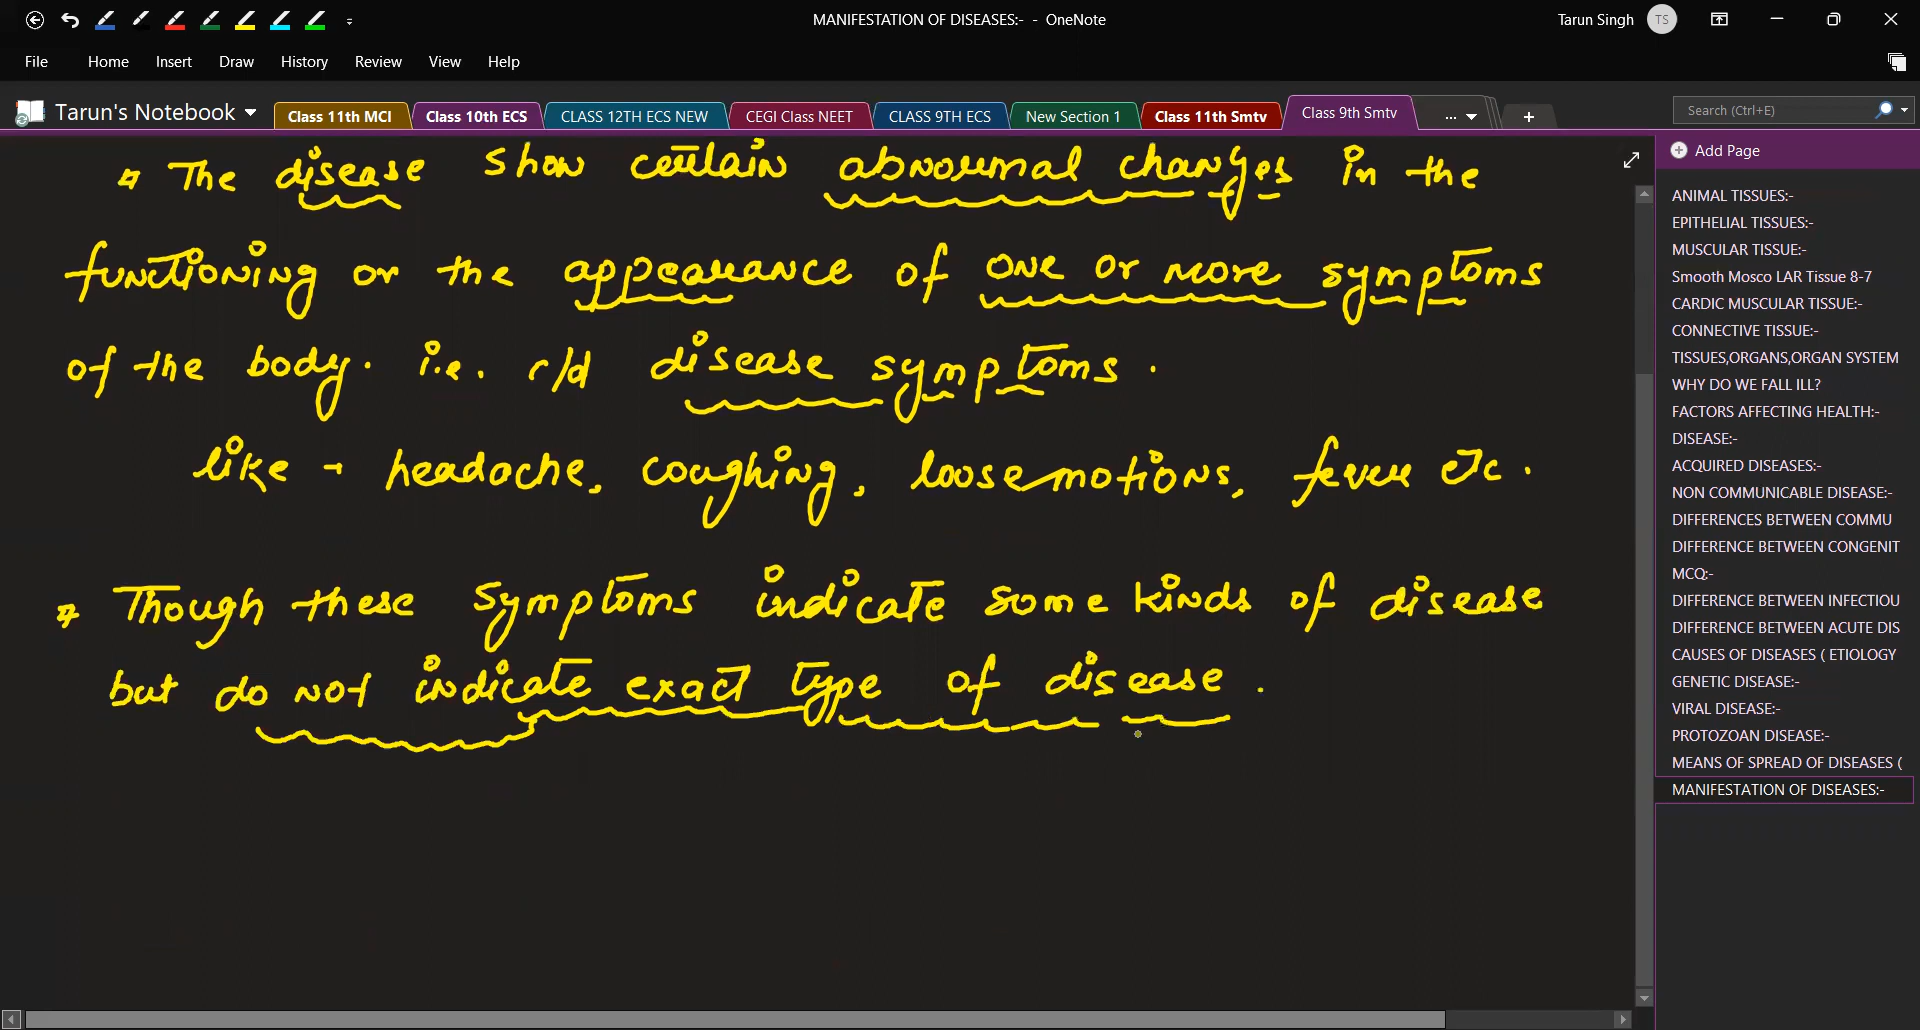 MANIFESTATION OF DISEASES:- - OneNote
Tarun Singh TS
File Home Insert Draw History Review View Help
Tarun's Notebook
Class 11th MCI Class 10th ECS CLASS 12TH ECS NEW CEGI Class NEET CLASS 9TH ECS New Section 1 Class 11th Smtv Class 9th Smtv ... +
Search (Ctrl+E)
The disease show certain abnormal changes in the
functioning or the appearance of one or more symptoms
of the body. i.e. r/d disease symptoms.
like → headache, coughing, loosemotions, fever etc.
Though these symptoms indicate some kinds of disease
but do not indicate exact type of disease.
Add Page
ANIMAL TISSUES:-
EPITHELIAL TISSUES:-
MUSCULAR TISSUE:-
Smooth Mosco LAR Tissue 8-7
CARDIC MUSCULAR TISSUE:-
CONNECTIVE TISSUE:-
TISSUES,ORGANS,ORGAN SYSTEM
WHY DO WE FALL ILL?
FACTORS AFFECTING HEALTH:-
DISEASE:-
ACQUIRED DISEASES:-
NON COMMUNICABLE DISEASE:-
DIFFERENCES BETWEEN COMMU
DIFFERENCE BETWEEN CONGENIT
MCQ:-
DIFFERENCE BETWEEN INFECTIOU
DIFFERENCE BETWEEN ACUTE DIS
CAUSES OF DISEASES ( ETIOLOGY
GENETIC DISEASE:-
VIRAL DISEASE:-
PROTOZOAN DISEASE:-
MEANS OF SPREAD OF DISEASES (
MANIFESTATION OF DISEASES:-